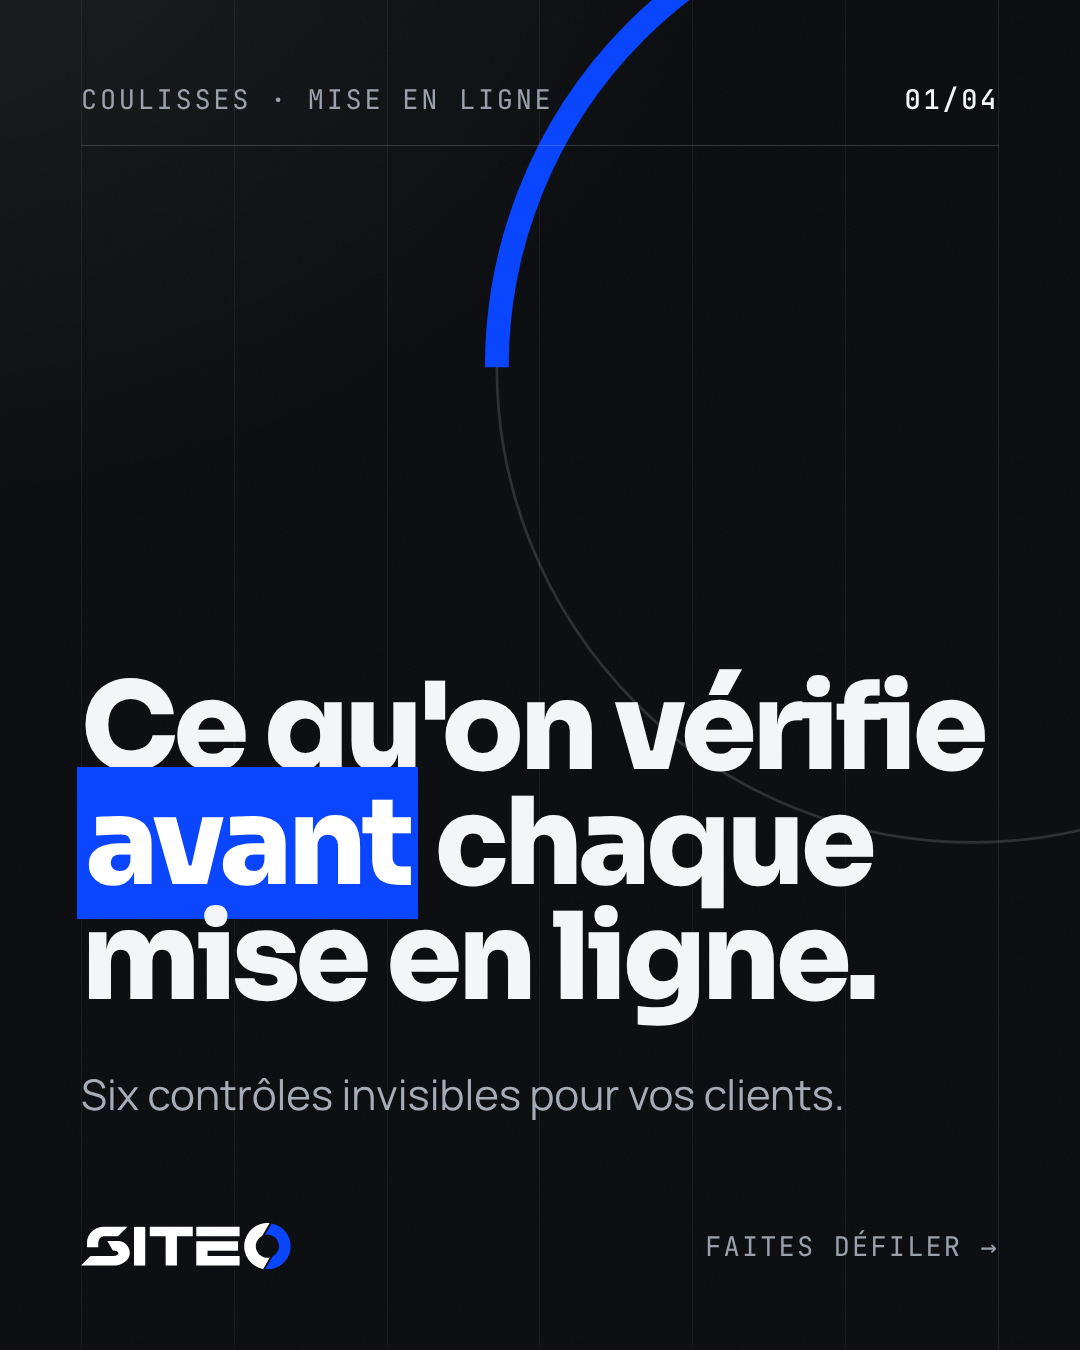 COULISSES · MISE EN LIGNE
01/04
Ce qu'on vérifie
avant chaque
mise en ligne.
Six contrôles invisibles pour vos clients.
SITEO
FAITES DÉFILER →